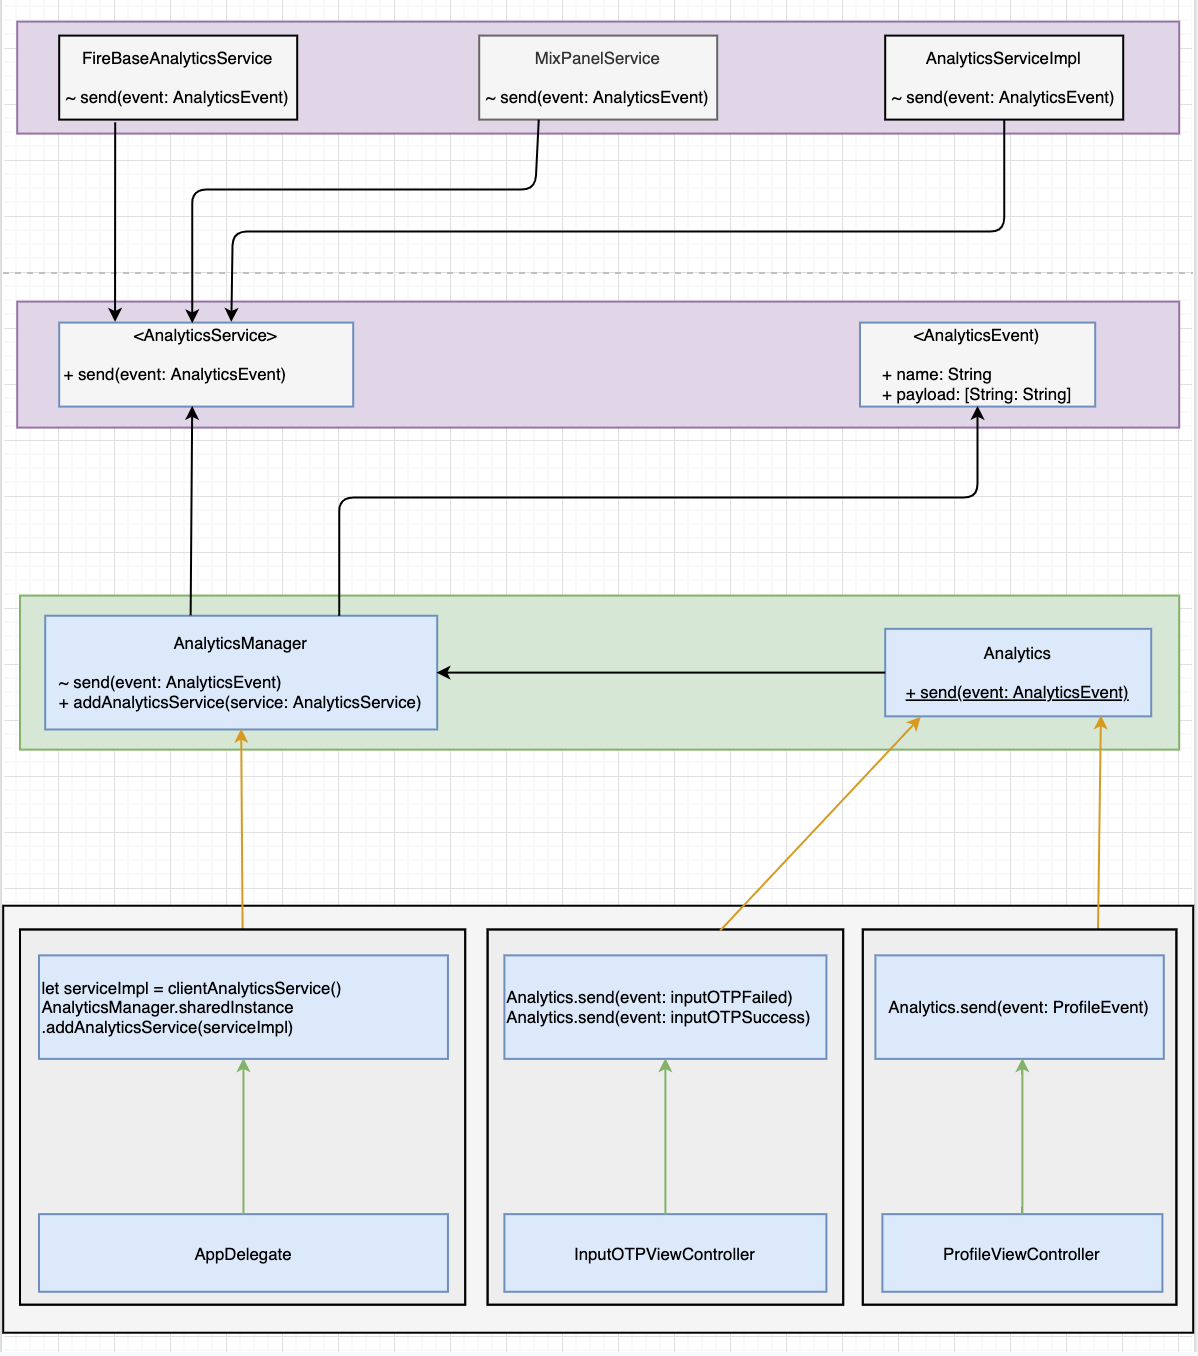 FireBaseAnalyticsService
~ send(event: AnalyticsEvent)
MixPanelService
~ send(event: AnalyticsEvent)
AnalyticsServiceImpl
~ send(event: AnalyticsEvent)
<AnalyticsService>
+ send(event: AnalyticsEvent)
<AnalyticsEvent)
+ name: String
+ payload: [String: String]
AnalyticsManager
~ send(event: AnalyticsEvent)
+ addAnalyticsService(service: AnalyticsService)
Analytics
+ send(event: AnalyticsEvent)
let serviceImpl = clientAnalyticsService()
AnalyticsManager.sharedInstance
.addAnalyticsService(serviceImpl)
Analytics.send(event: inputOTPFailed)
Analytics.send(event: inputOTPSuccess)
Analytics.send(event: ProfileEvent)
AppDelegate
InputOTPViewController
ProfileViewController